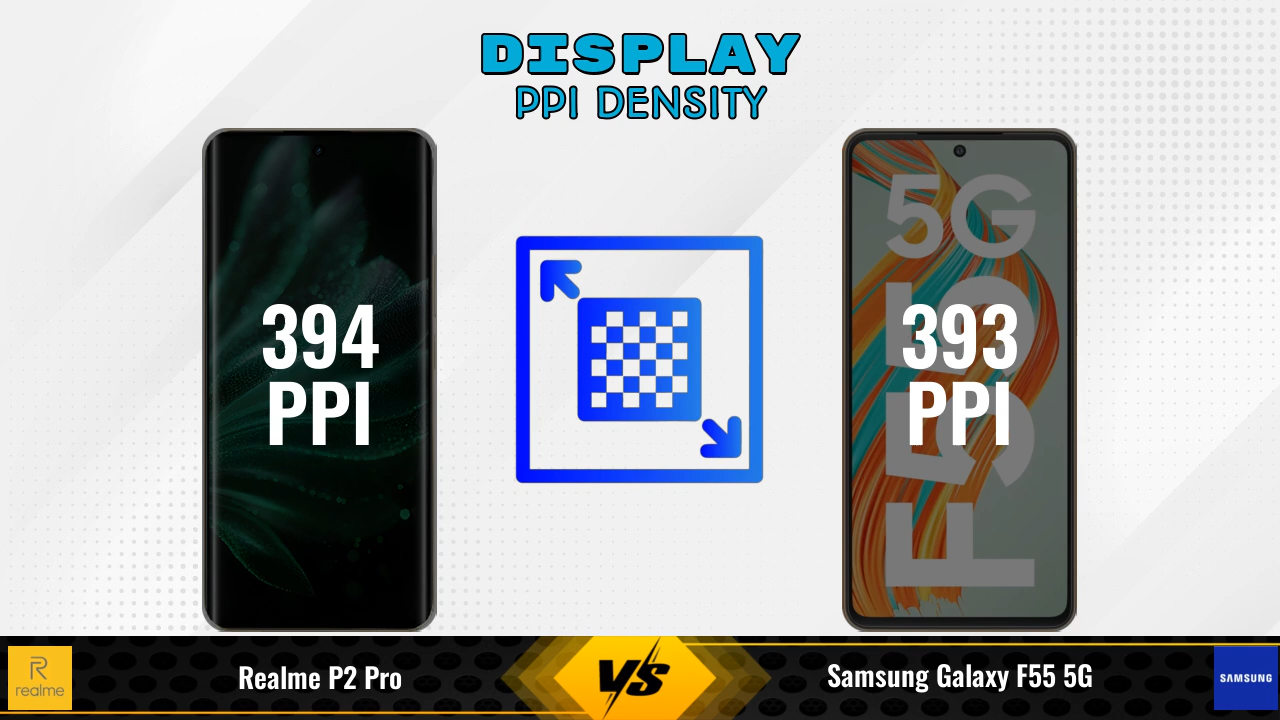 DISPLAY
PPI DENSITY
5G
F55
394
PPI
393
PPI
realme
Realme P2 Pro
VS
Samsung Galaxy F55 5G
SAMSUNG